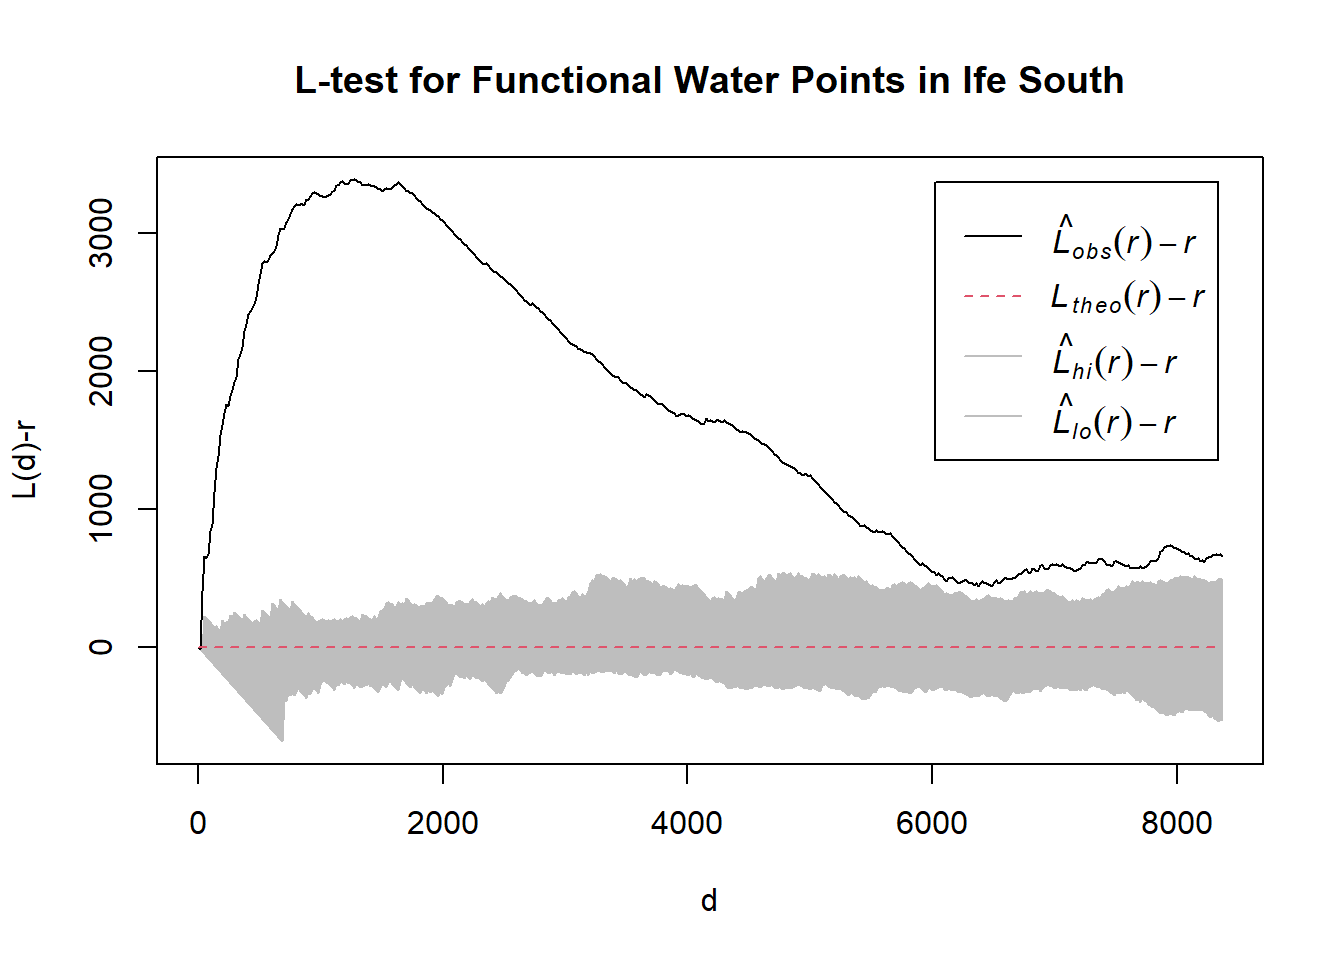 L-test for Functional Water Points in Ife South
L̂obs(r) − r
Ltheo(r) − r
L̂hi(r) − r
L̂lo(r) − r
L(d)-r
3000
2000
1000
0
0 2000 4000 6000 8000
d